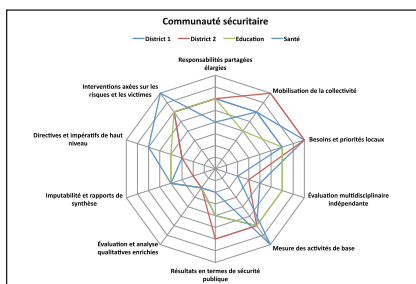 Communauté sécuritaire
District 1 District 2 Education Santé
Responsabilités partagées
élargies
Mobilisation de la collectivité
Besoins et priorités locaux
Évaluation multidisciplinaire
indépendante
Mesure des activités de base
Résultats en termes de sécurité
publique
Évaluation et analyse
qualitatives enrichies
Imputabilité et rapports de
synthèse
Directives et impératifs de haut
niveau
Interventions axées sur les
risques et les victimes